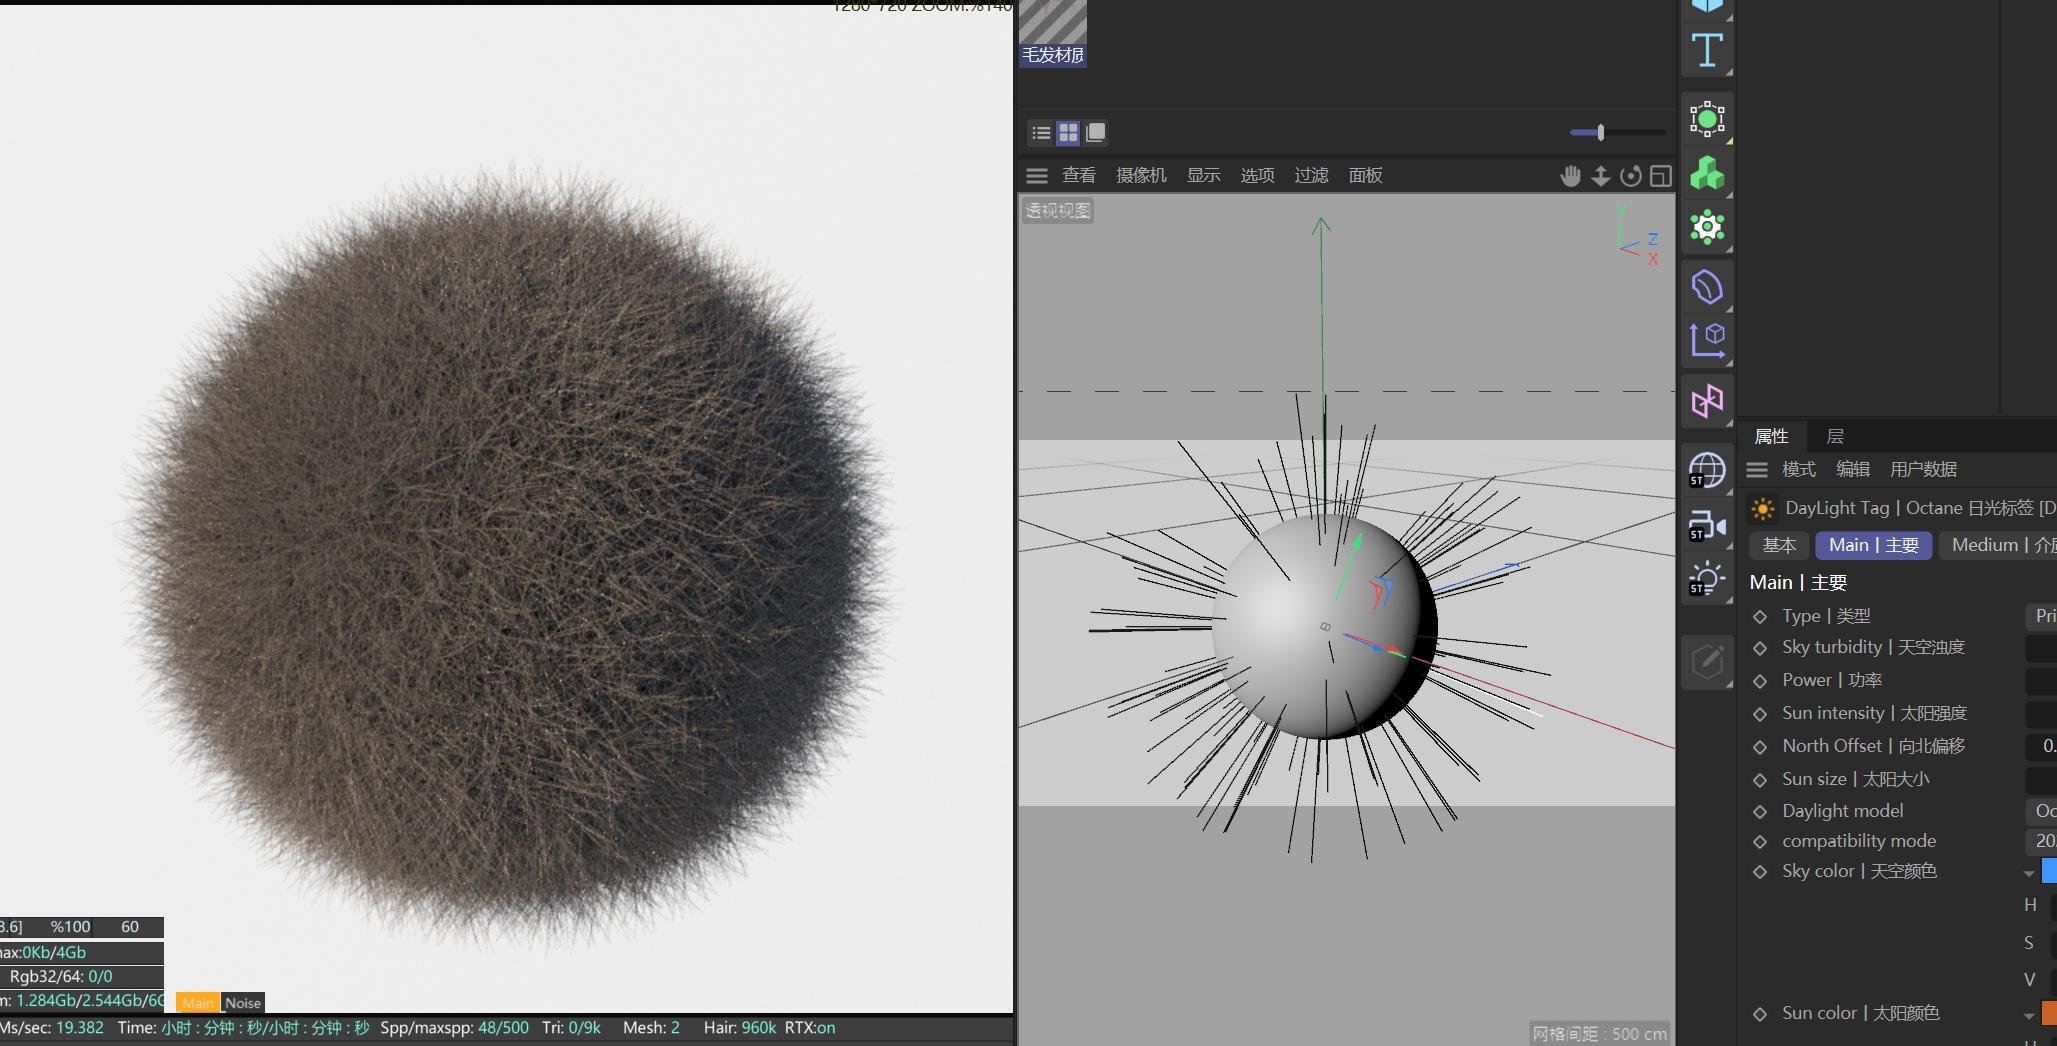 1280*720 ZOOM:%140
毛发材质
查看 摄像机 显示 选项 过滤 面板
透视视图
Y
Z
X
网格间距 : 500 cm
T
ST
ST
ST
属性 层
模式 编辑 用户数据
DayLight Tag | Octane 日光标签 [D
基本 Main | 主要 Medium | 介质
Main | 主要
Type | 类型 Pri
Sky turbidity | 天空浊度
Power | 功率
Sun intensity | 太阳强度
North Offset | 向北偏移 0.
Sun size | 太阳大小
Daylight model Oc
compatibility mode 20
Sky color | 天空颜色
H
S
V
Sun color | 太阳颜色
8.6] %100 60
max:0Kb/4Gb
Rgb32/64: 0/0
m: 1.284Gb/2.544Gb/6G
Main Noise
Ms/sec: 19.382 Time: 小时 : 分钟 : 秒/小时 : 分钟 : 秒 Spp/maxspp: 48/500 Tri: 0/9k Mesh: 2 Hair: 960k RTX:on